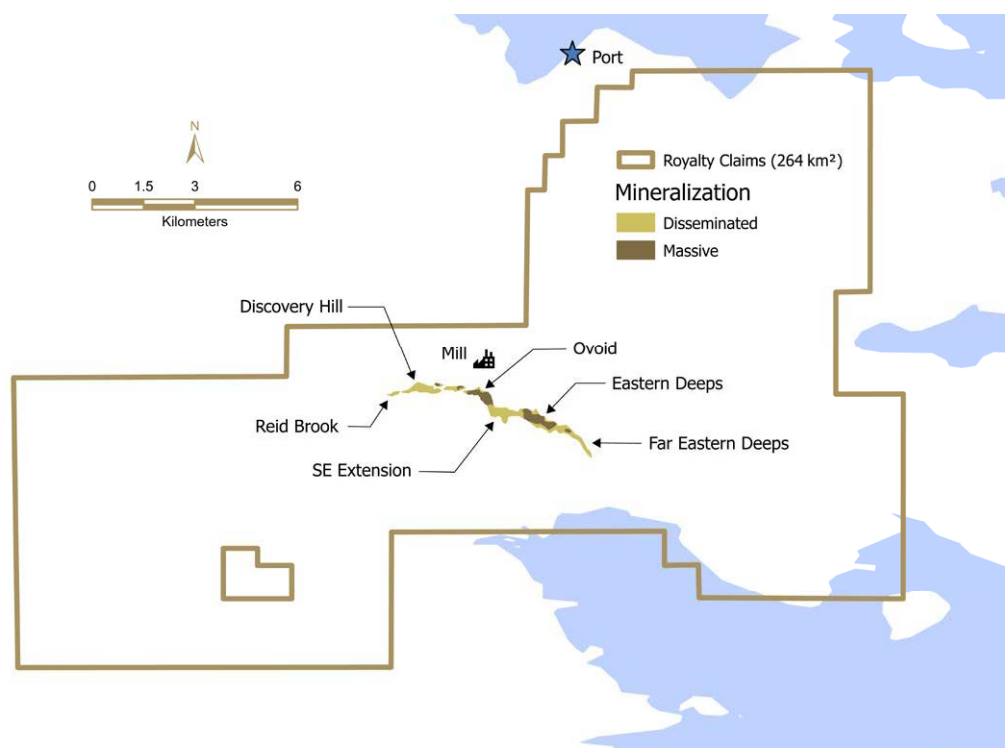 Port
N
0 1.5 3 6
Kilometers
Royalty Claims (264 km²)
Mineralization
Disseminated
Massive
Discovery Hill
Mill
Ovoid
Eastern Deeps
Reid Brook
Far Eastern Deeps
SE Extension